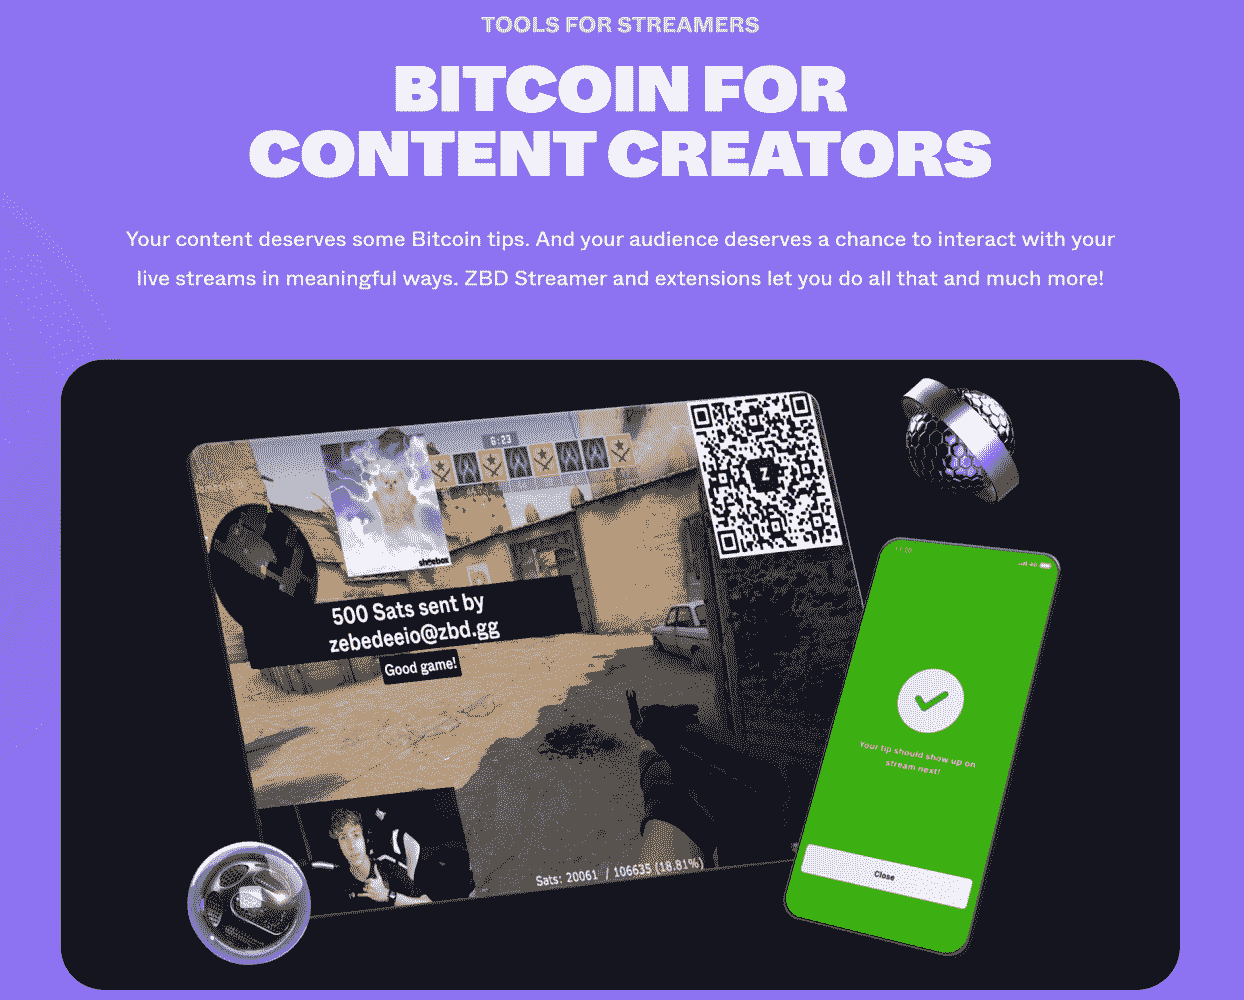 TOOLS FOR STREAMERS
BITCOIN FOR
CONTENT CREATORS
Your content deserves some Bitcoin tips. And your audience deserves a chance to interact with your
live streams in meaningful ways. ZBD Streamer and extensions let you do all that and much more!
6:23
Z
500 Sats sent by
zebedeeio@zbd.gg
Good game!
Sats: 20061 / 106635 (18.81%)
Your tip should show up on
stream next!
Close